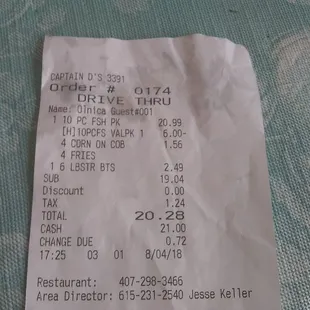 CAPTAIN D'S 3391
Order # 0174
DRIVE THRU
Name: Olnica Guest#001
1 10 PC FSH PK 20.99
[H]10PCFS VALPK 1 6.00-
4 CORN ON COB 1.56
4 FRIES
1 6 LBSTR BTS 2.49
SUB 19.04
Discount 0.00
TAX 1.24
TOTAL 20.28
CASH 21.00
CHANGE DUE 0.72
17:25 03 01 8/04/18
Restaurant: 407-298-3466
Area Director: 615-231-2540 Jesse Keller